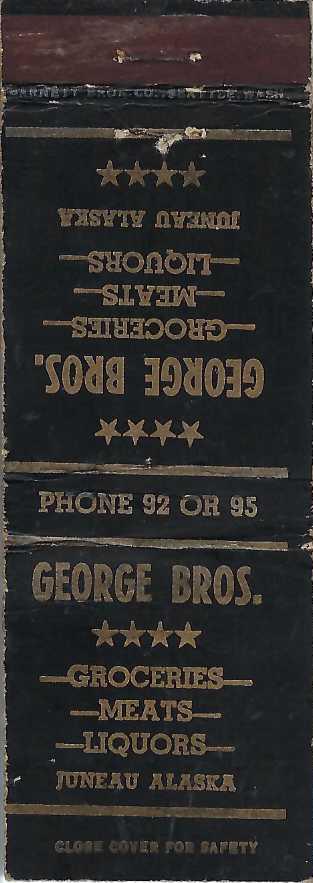 JUNEAU ALASKA
LIQUORS
MEATS
GROCERIES
GEORGE BROS.
PHONE 92 OR 95
GEORGE BROS.
GROCERIES
MEATS
LIQUORS
JUNEAU ALASKA
CLOSE COVER FOR SAFETY